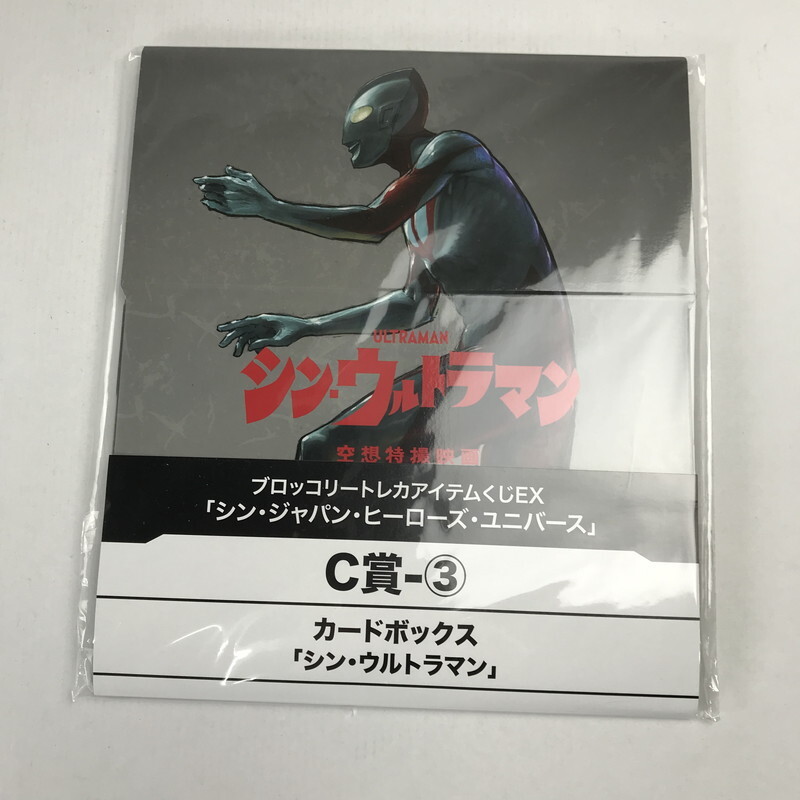 ULTRAMAN
シン・ウルトラマン
空想特撮映画
ブロッコリートレカアイテムくじEX
「シン・ジャパン・ヒーローズ・ユニバース」
C賞-③
カードボックス
「シン・ウルトラマン」